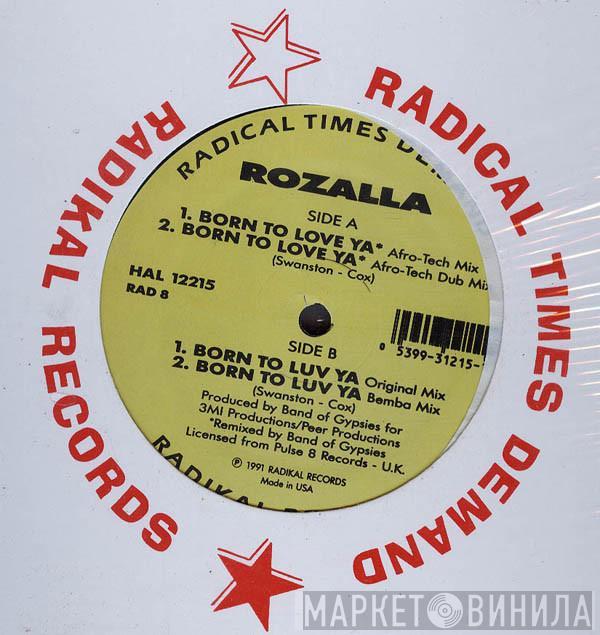 RADICAL TIMES DEMAND
RADIKAL RECORDS
RADICAL TIMES
ROZALLA
SIDE A
1. BORN TO LOVE YA* Afro-Tech Mix
2. BORN TO LOVE YA* Afro-Tech Dub Mix
(Swanston - Cox)
HAL 12215
RAD 8
0 5399-31215-
SIDE B
1. BORN TO LUV YA Original Mix
2. BORN TO LUV YA Bemba Mix
(Swanston - Cox)
Produced by Band of Gypsies for
3MI Productions/Peer Productions
*Remixed by Band of Gypsies
Licensed from Pulse 8 Records - U.K.
℗ 1991 RADIKAL RECORDS
Made in USA
RADIKAL
МАРКЕТ ВИНИЛА